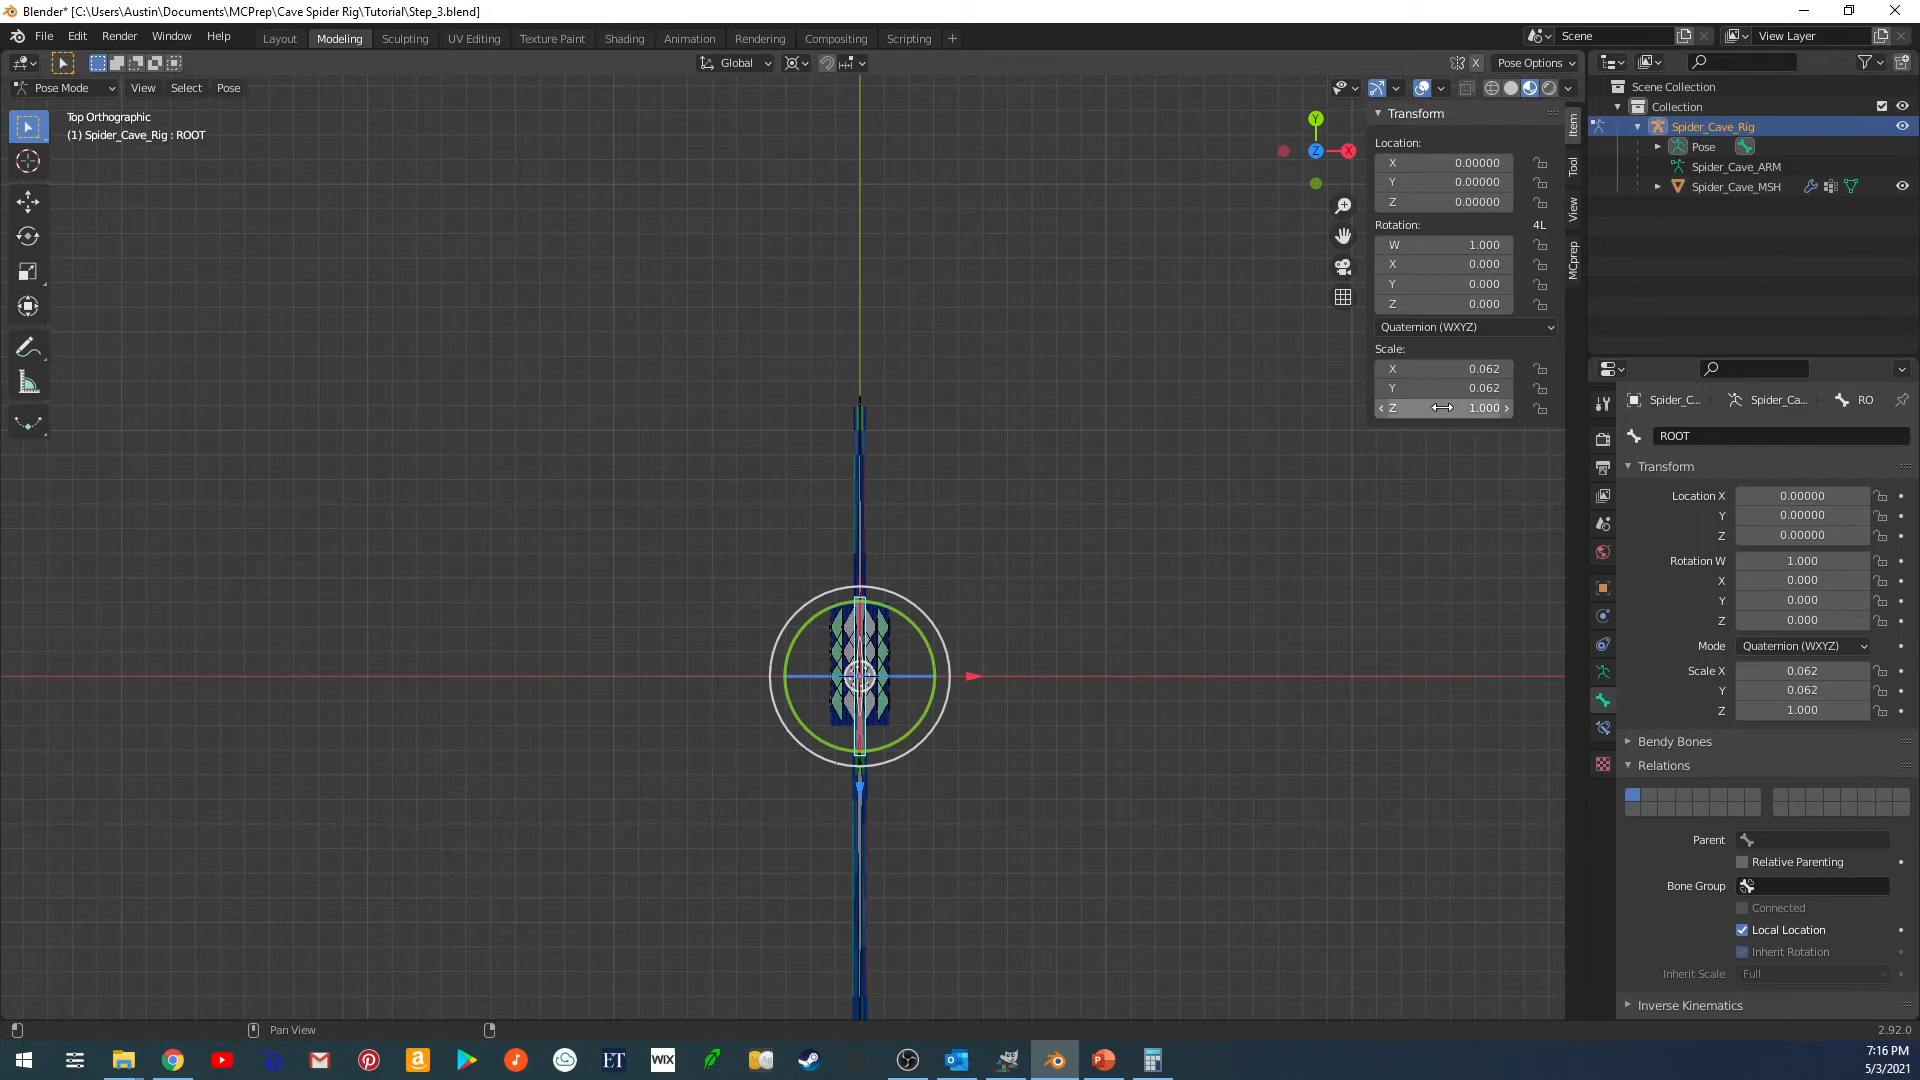 Blender* [C:\Users\Austin\Documents\MCPrep\Cave Spider Rig\Tutorial\Step_3.blend]
File Edit Render Window Help Layout Modeling Sculpting UV Editing Texture Paint Shading Animation Rendering Compositing Scripting + Scene View Layer
Global X Pose Options
Pose Mode View Select Pose
Top Orthographic
(1) Spider_Cave_Rig : ROOT
Y
Z X
Transform
Location:
X 0.00000
Y 0.00000
Z 0.00000
Rotation: 4L
W 1.000
X 0.000
Y 0.000
Z 0.000
Quaternion (WXYZ)
Scale:
X 0.062
Y 0.062
Z 1.000
Item
Tool
View
MCprep
Scene Collection
Collection
Spider_Cave_Rig
Pose
Spider_Cave_ARM
Spider_Cave_MSH
Spider_C... Spider_Ca... RO
ROOT
Transform
Location X 0.00000
Y 0.00000
Z 0.00000
Rotation W 1.000
X 0.000
Y 0.000
Z 0.000
Mode Quaternion (WXYZ)
Scale X 0.062
Y 0.062
Z 1.000
Bendy Bones
Relations
Parent
Relative Parenting
Bone Group
Connected
Local Location
Inherit Rotation
Inherit Scale Full
Inverse Kinematics
Pan View 2.92.0
ET WIX
7:16 PM
5/3/2021